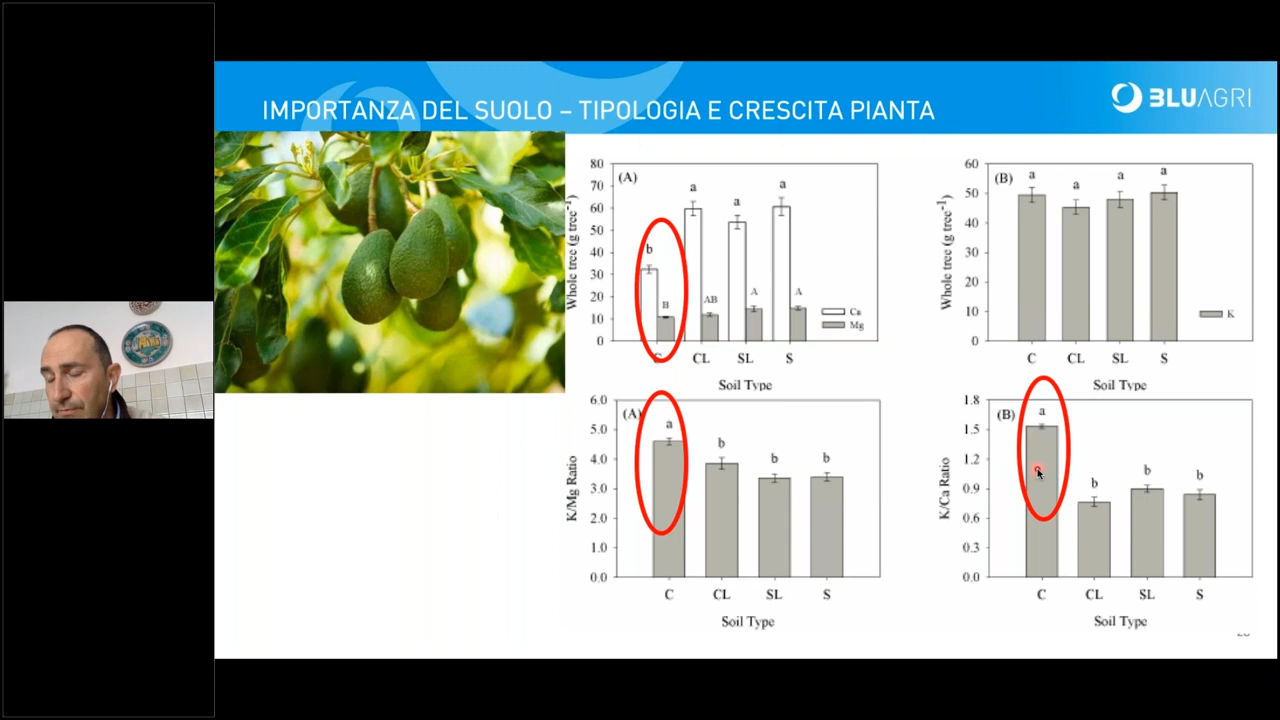 IMPORTANZA DEL SUOLO – TIPOLOGIA E CRESCITA PIANTA
BLUAGRI
(A)
Whole tree (g tree⁻¹)
80
70
60
50
40
30
20
10
0
b
B
a
AB
a
A
a
A
Ca
Mg
C
CL
SL
S
Soil Type
(B)
Whole tree (g tree⁻¹)
60
50
40
30
20
10
0
a
a
a
a
K
C
CL
SL
S
Soil Type
(A)
K/Mg Ratio
6.0
5.0
4.0
3.0
2.0
1.0
0.0
a
b
b
b
C
CL
SL
S
Soil Type
(B)
K/Ca Ratio
1.8
1.5
1.2
0.9
0.6
0.3
0.0
a
b
b
b
C
CL
SL
S
Soil Type